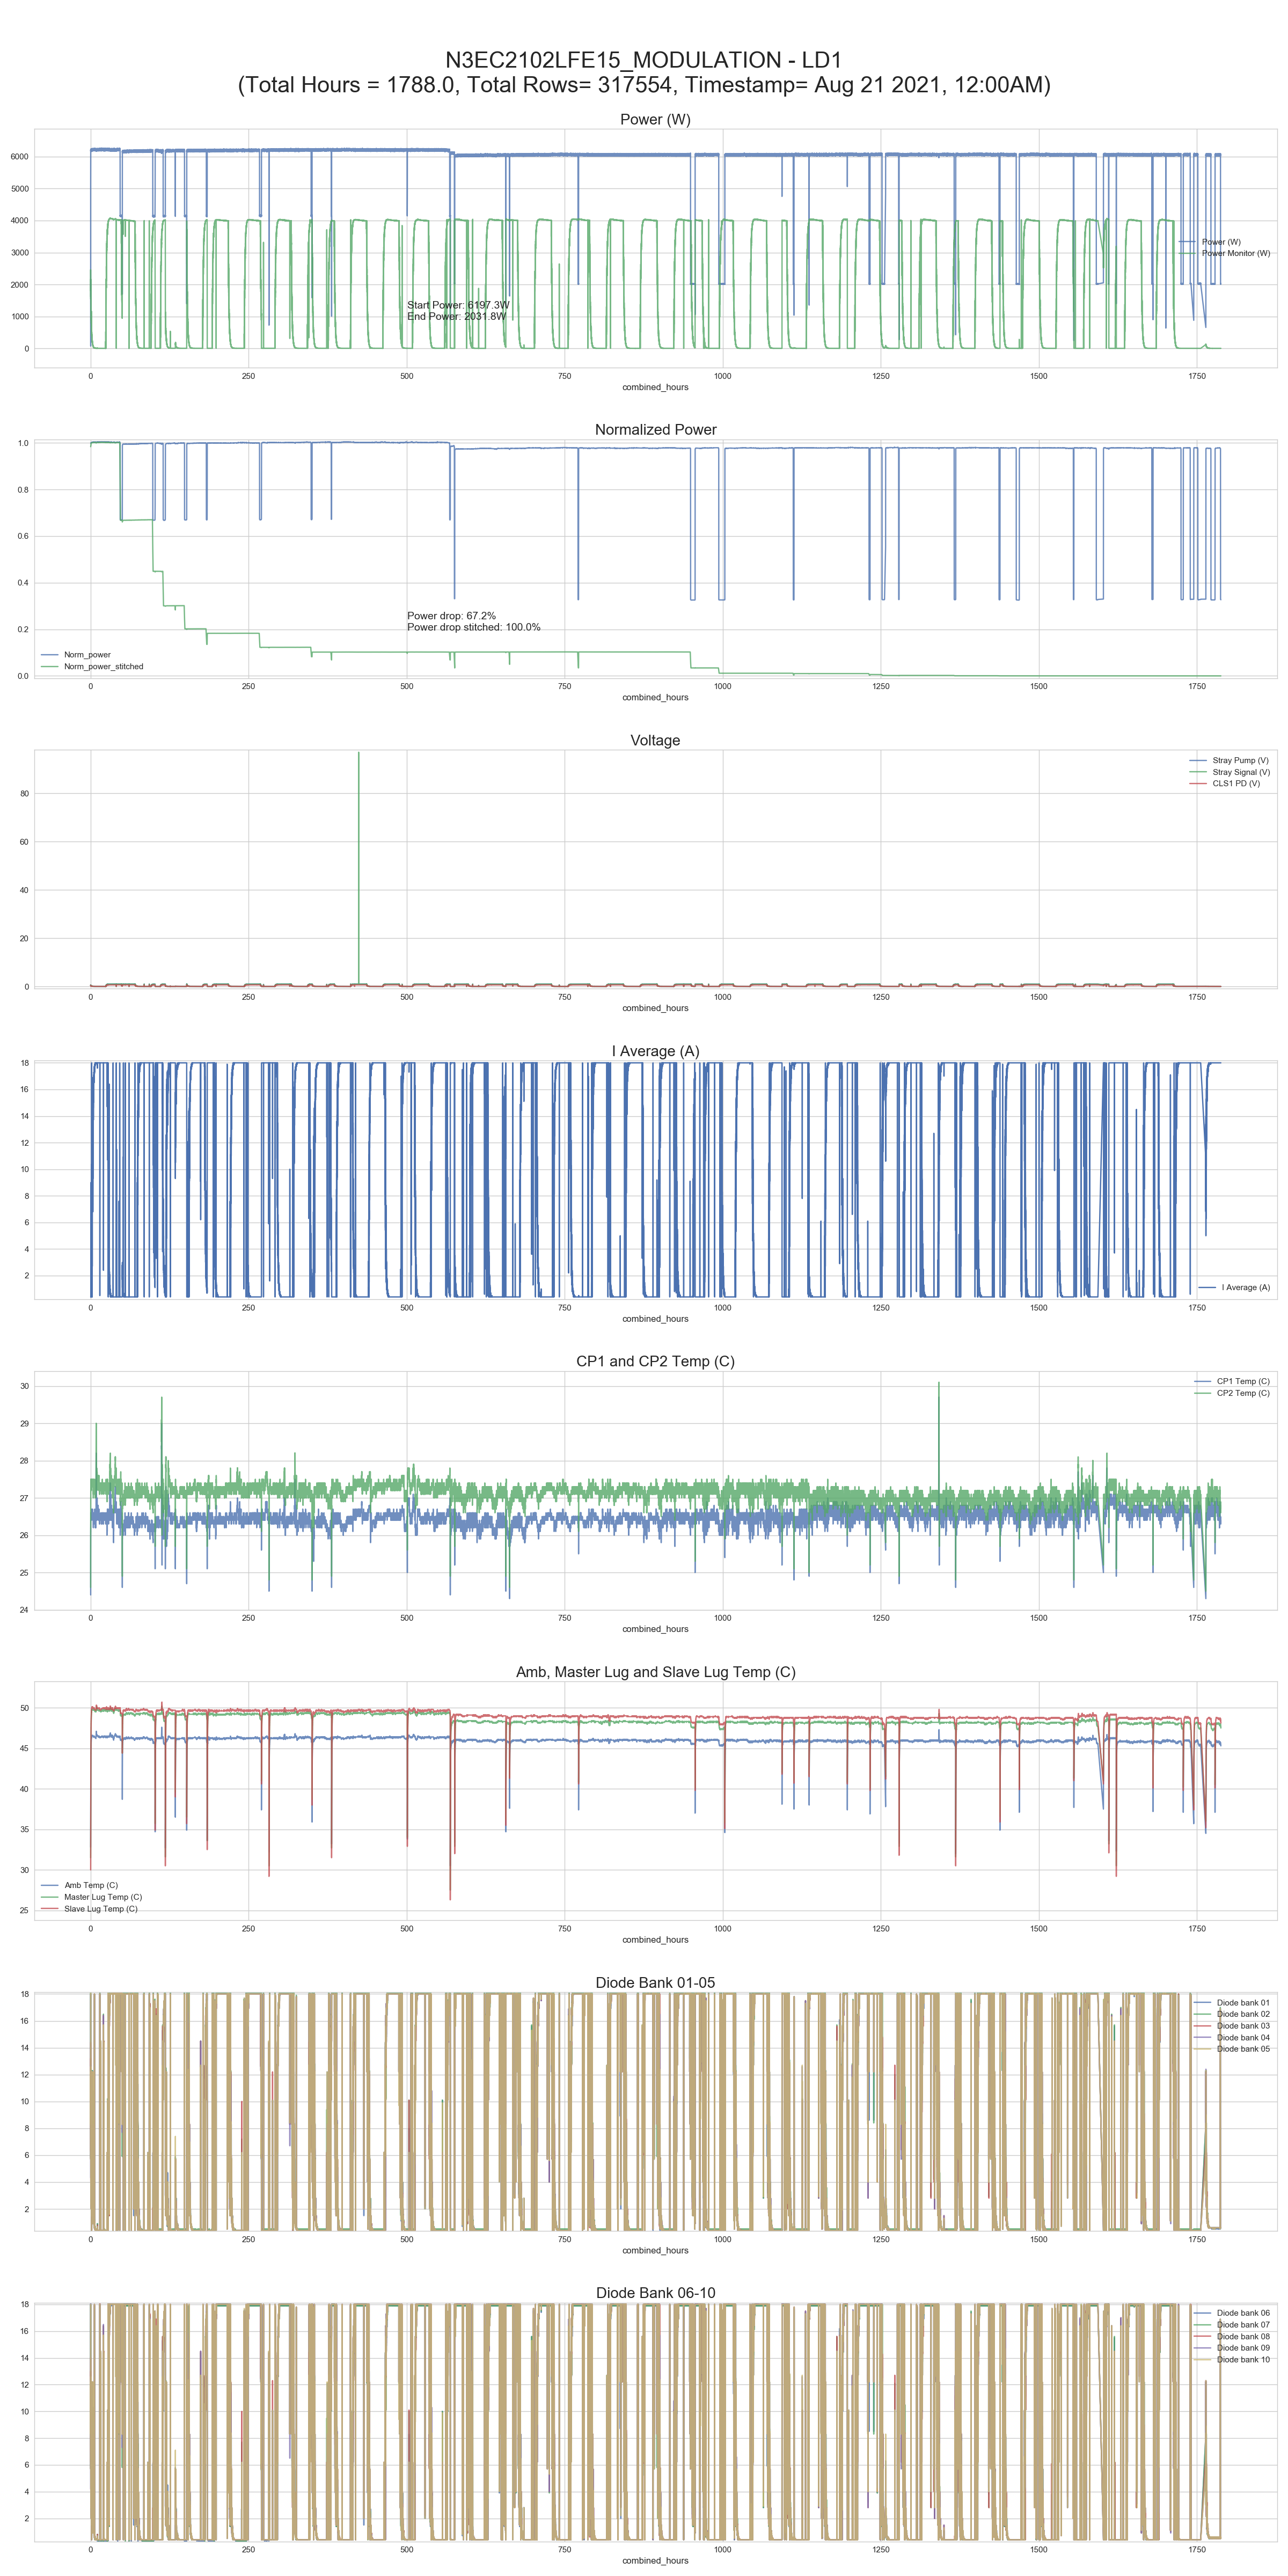 N3EC2102LFE15_MODULATION - LD1
(Total Hours = 1788.0, Total Rows= 317554, Timestamp= Aug 21 2021, 12:00AM)
Power (W)
6000
5000
4000
3000
2000
1000
0
Power (W)
Power Monitor (W)
Start Power: 6197.3W
End Power: 2031.8W
0 250 500 750 1000 1250 1500 1750
combined_hours
Normalized Power
1.0
0.8
0.6
0.4
0.2
0.0
Power drop: 67.2%
Power drop stitched: 100.0%
Norm_power
Norm_power_stitched
0 250 500 750 1000 1250 1500 1750
combined_hours
Voltage
Stray Pump (V)
Stray Signal (V)
CLS1 PD (V)
80
60
40
20
0
0 250 500 750 1000 1250 1500 1750
combined_hours
I Average (A)
18
16
14
12
10
8
6
4
2
I Average (A)
0 250 500 750 1000 1250 1500 1750
combined_hours
CP1 and CP2 Temp (C)
CP1 Temp (C)
CP2 Temp (C)
30
29
28
27
26
25
24
0 250 500 750 1000 1250 1500 1750
combined_hours
Amb, Master Lug and Slave Lug Temp (C)
50
45
40
35
30
25
Amb Temp (C)
Master Lug Temp (C)
Slave Lug Temp (C)
0 250 500 750 1000 1250 1500 1750
combined_hours
Diode Bank 01-05
18
16
14
12
10
8
6
4
2
Diode bank 01
Diode bank 02
Diode bank 03
Diode bank 04
Diode bank 05
0 250 500 750 1000 1250 1500 1750
combined_hours
Diode Bank 06-10
18
16
14
12
10
8
6
4
2
Diode bank 06
Diode bank 07
Diode bank 08
Diode bank 09
Diode bank 10
0 250 500 750 1000 1250 1500 1750
combined_hours